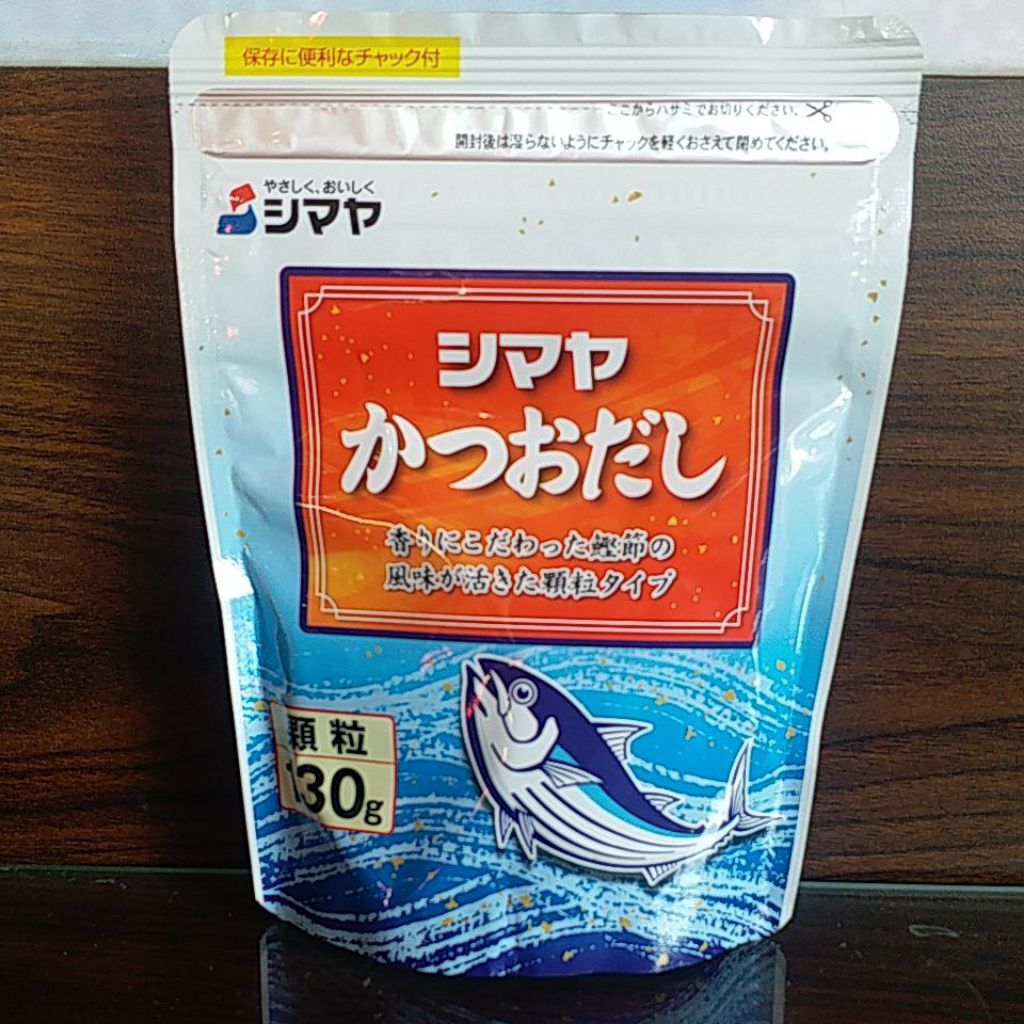 保存に便利なチャック付
ここからハサミでお切りください。
開封後は湿らないようにチャックを軽くおさえて閉めてください。
やさしく、おいしく
シマヤ
シマヤ
かつおだし
香りにこだわった鰹節の
風味が活きた顆粒タイプ
顆粒
130g